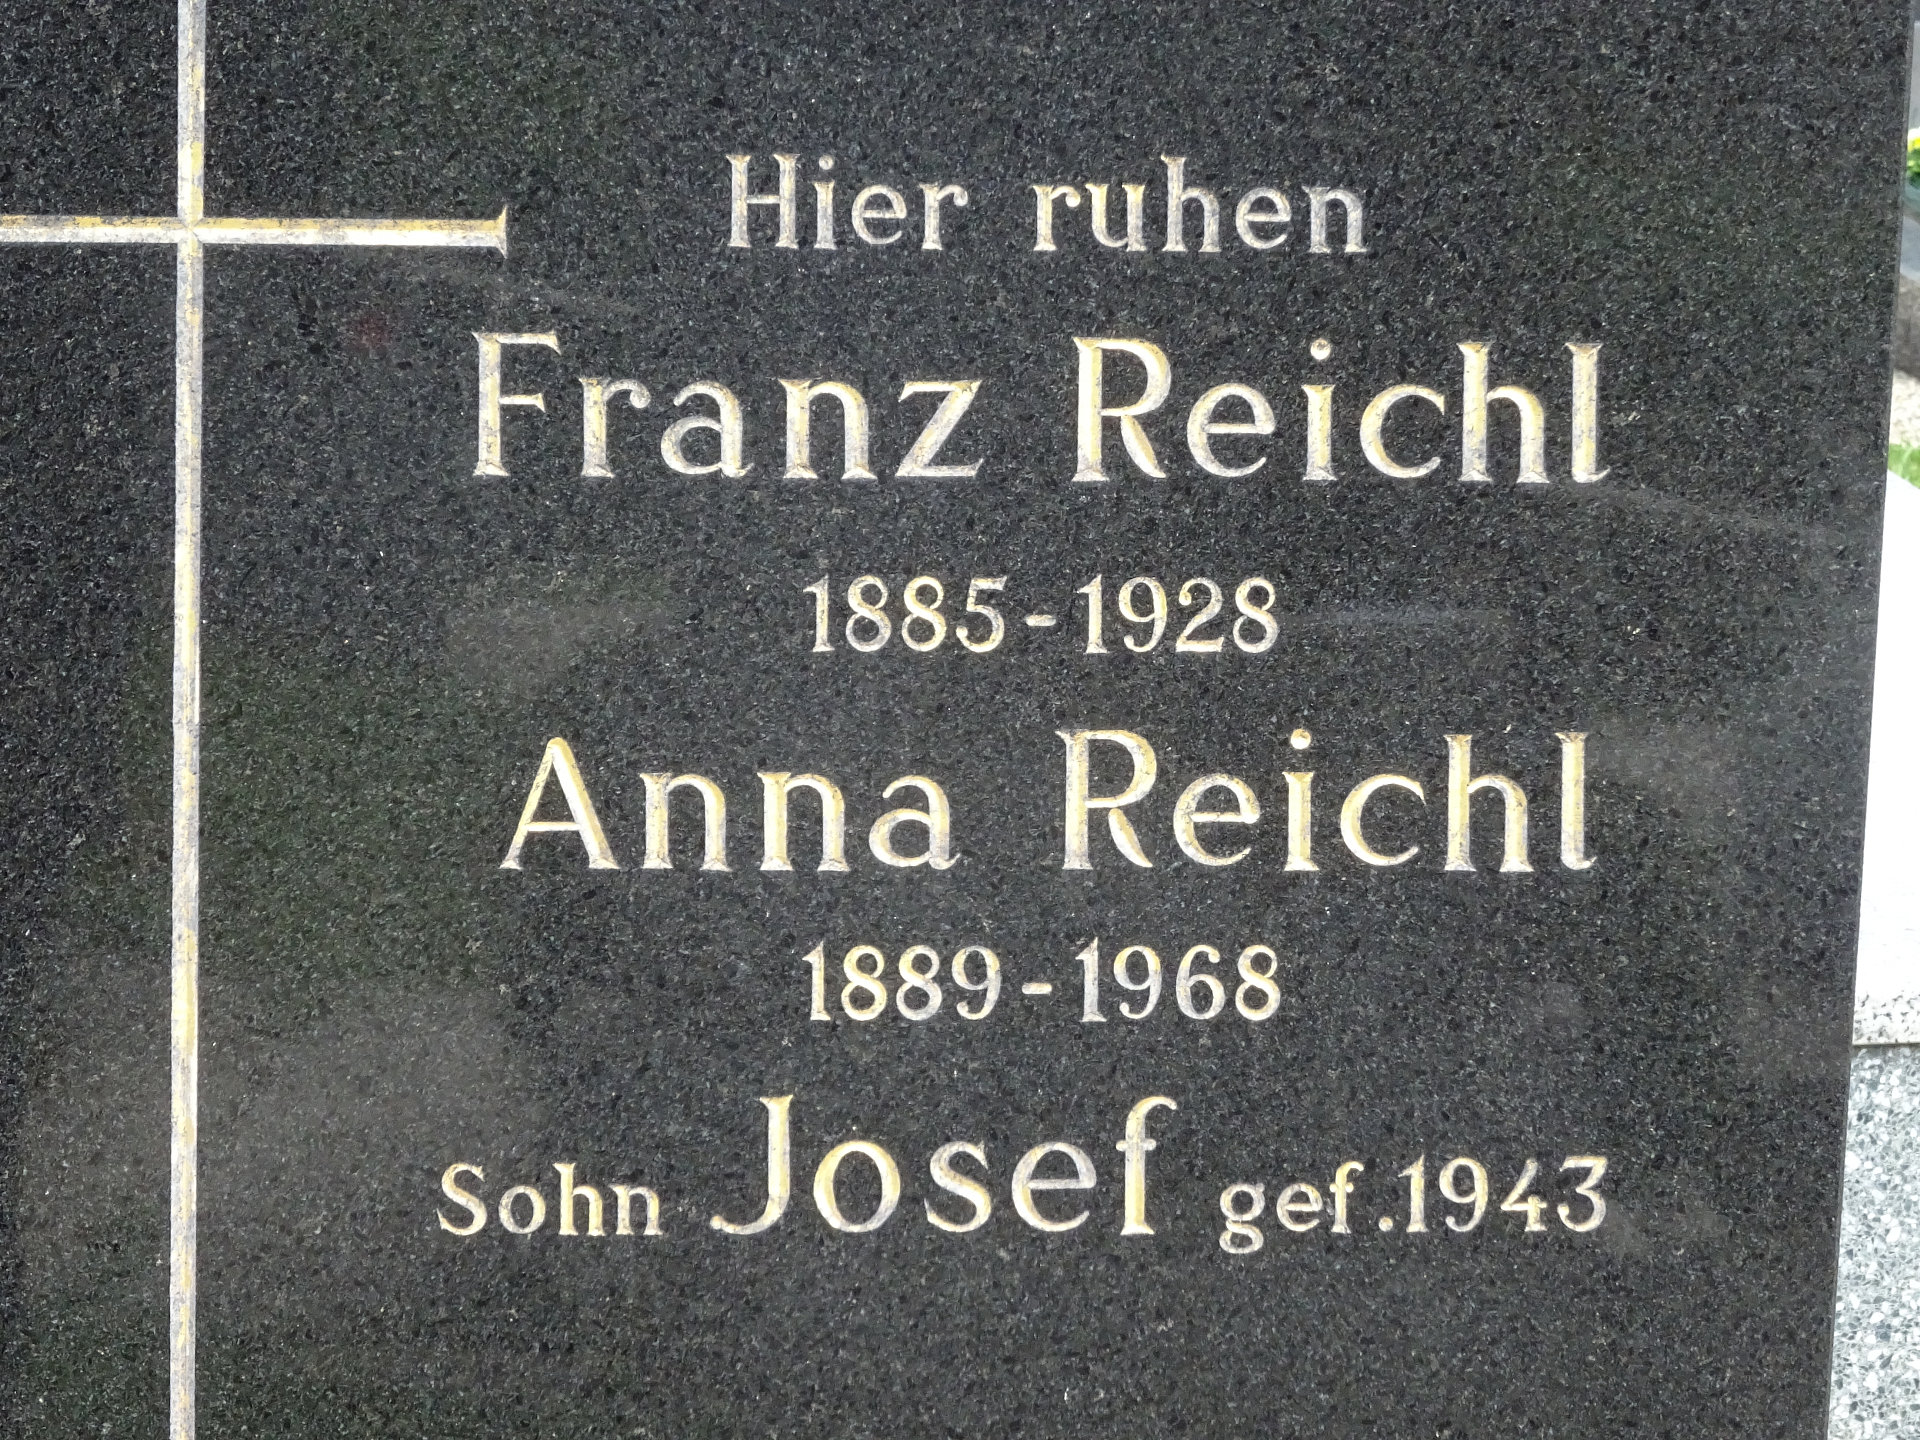 Hier ruhen
Franz Reichl
1885-1928
Anna Reichl
1889-1968
Sohn Josef gef.1943